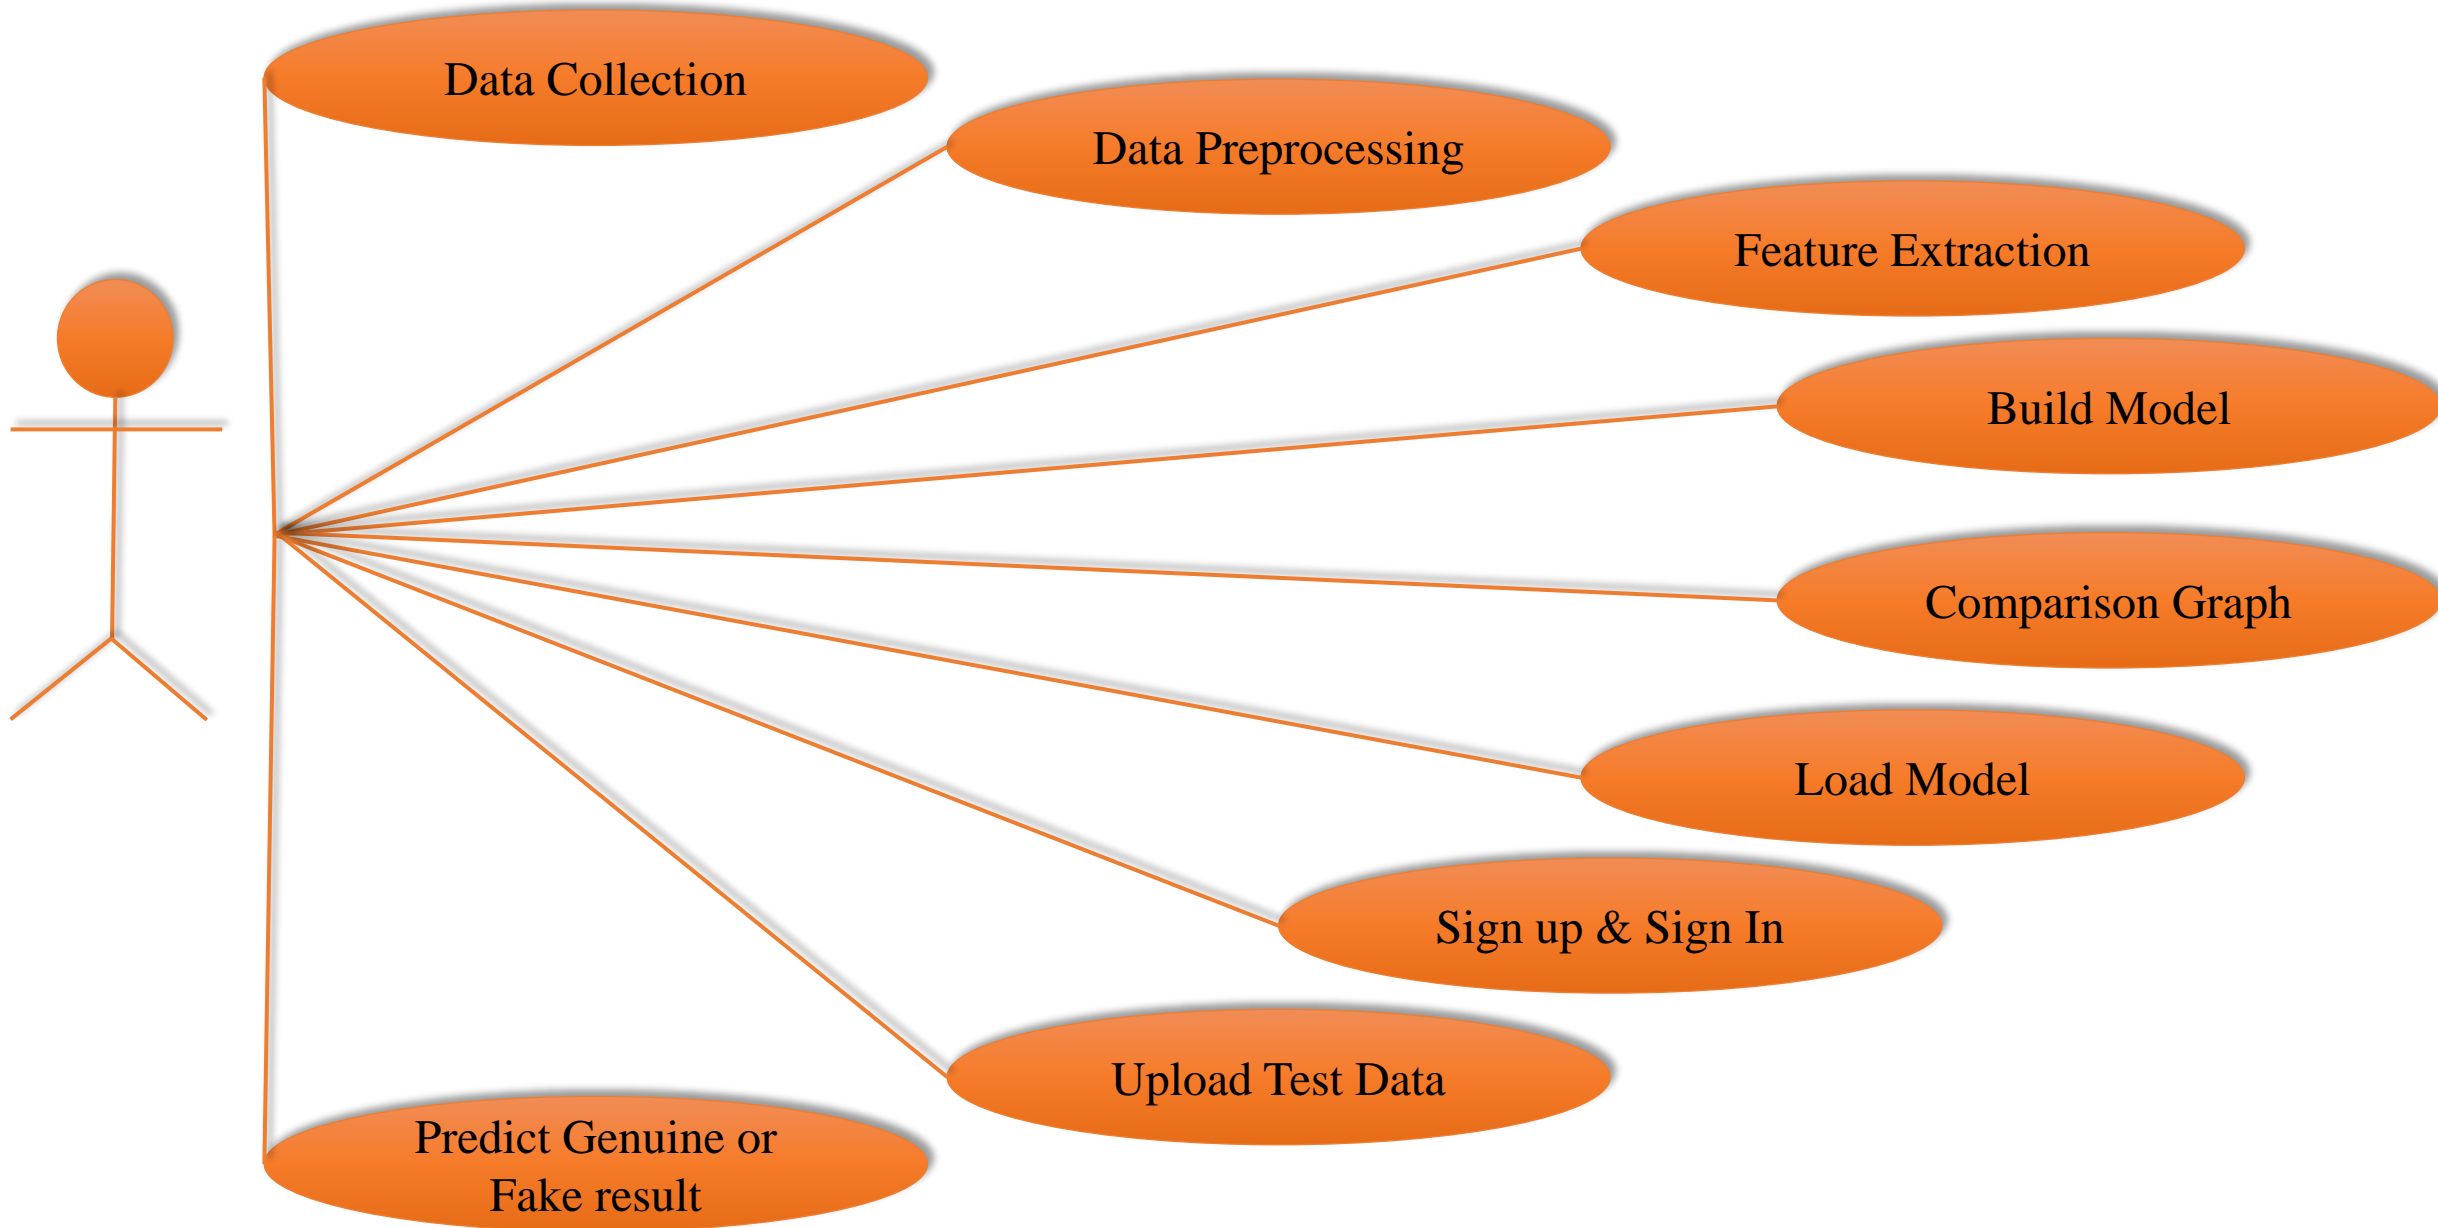 Data Collection
Data Preprocessing
Feature Extraction
Build Model
Comparison Graph
Load Model
Sign up & Sign In
Upload Test Data
Predict Genuine or
Fake result